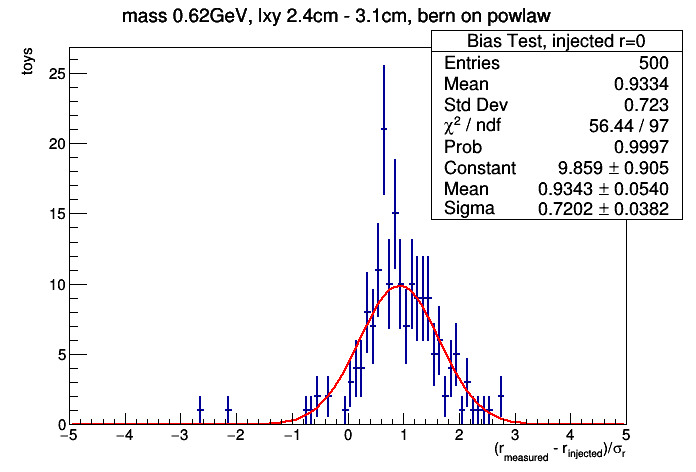 mass 0.62GeV, lxy 2.4cm - 3.1cm, bern on powlaw
Bias Test, injected r=0
Entries 500
Mean 0.9334
Std Dev 0.723
χ² / ndf 56.44 / 97
Prob 0.9997
Constant 9.859 ± 0.905
Mean 0.9343 ± 0.0540
Sigma 0.7202 ± 0.0382
toys
25
20
15
10
5
0
−5 −4 −3 −2 −1 0 1 2 3 4 5
(r_measured - r_injected)/σ_r